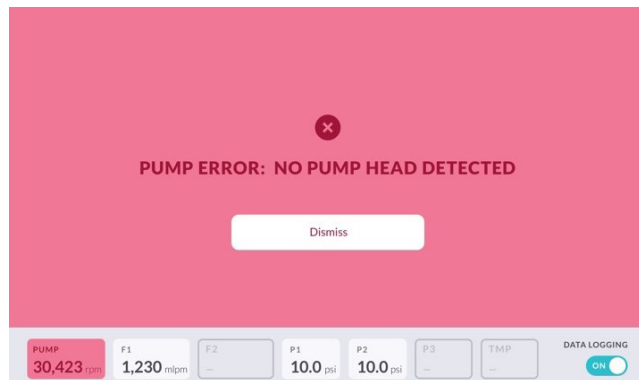 PUMP ERROR: NO PUMP HEAD DETECTED
Dismiss
PUMP F1 F2 P1 P2 P3 TMP DATA LOGGING
30,423 rpm 1,230 mlpm – 10.0 psi 10.0 psi – – ON